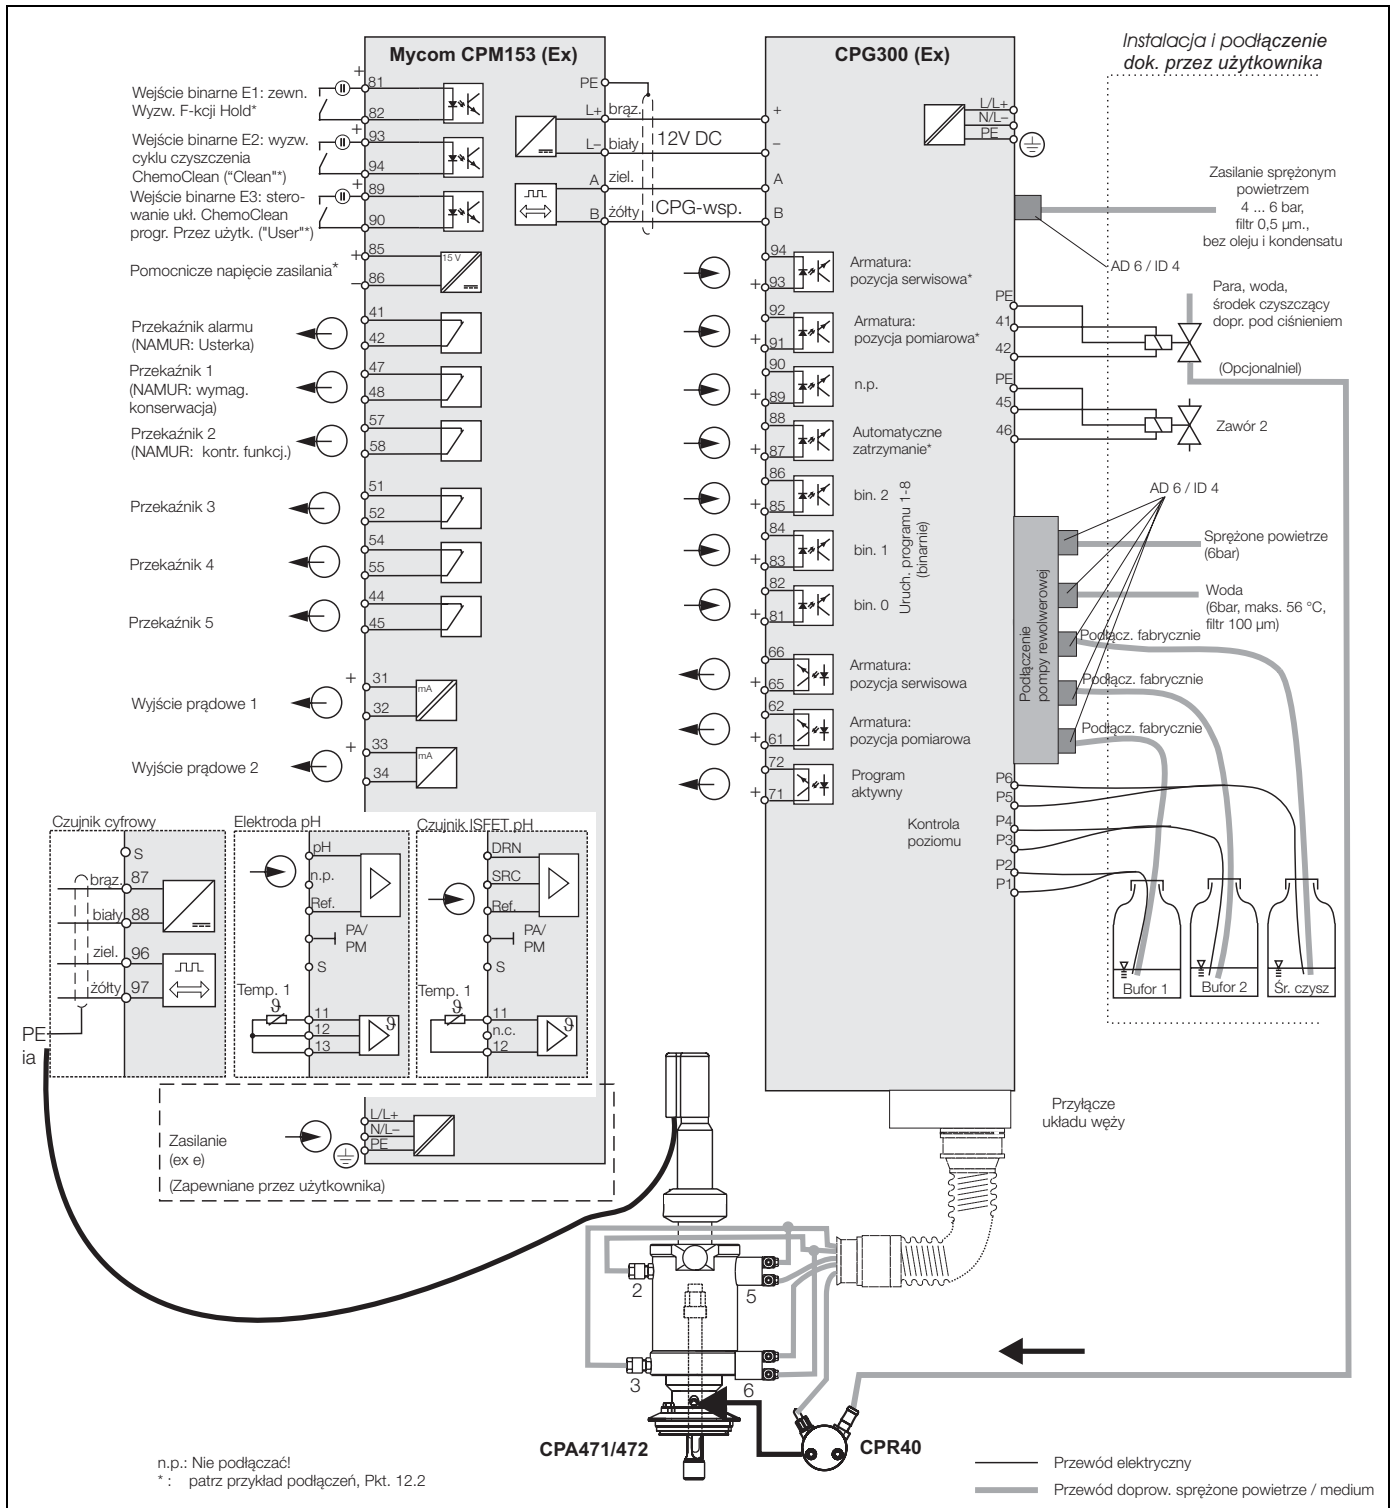 Instalacja i podłączenie
dok. przez użytkownika
Mycom CPM153 (Ex)
CPG300 (Ex)
Wejście binarne E1: zewn.
Wyzw. F-kcji Hold*
+
81
82
Wejście binarne E2: wyzw.
cyklu czyszczenia
ChemoClean ("Clean"*)
+
93
94
Wejście binarne E3: stero-
wanie ukł. ChemoClean
progr. Przez użytk. ("User"*)
+
89
90
Pomocnicze napięcie zasilania*
+
85
–
86
15 V
Przekaźnik alarmu
(NAMUR: Usterka)
41
42
Przekaźnik 1
(NAMUR: wymag.
konserwacja)
47
48
Przekaźnik 2
(NAMUR: kontr. funkcj.)
57
58
Przekaźnik 3
51
52
Przekaźnik 4
54
55
Przekaźnik 5
44
45
Wyjście prądowe 1
+
31
32
mA
Wyjście prądowe 2
+
33
34
mA
PE
L+
brąz.
L–
biały
12V DC
+
–
A
ziel.
A
B
żółty
CPG-wsp.
B
L/L+
N/L–
PE
Zasilanie sprężonym
powietrzem
4 ... 6 bar,
filtr 0,5 µm.,
bez oleju i kondensatu
AD 6 / ID 4
94
+
93
Armatura:
pozycja serwisowa*
92
+
91
Armatura:
pozycja pomiarowa*
90
+
89
n.p.
88
+
87
Automatyczne
zatrzymanie*
86
+
85
bin. 2
84
+
83
bin. 1
82
+
81
bin. 0
Uruch. programu 1-8
(binarnie)
66
+
65
Armatura:
pozycja serwisowa
62
+
61
Armatura:
pozycja pomiarowa
72
+
71
Program
aktywny
PE
41
42
Para, woda,
środek czyszczący
dopr. pod ciśnieniem
(Opcjonalniel)
PE
45
46
Zawór 2
AD 6 / ID 4
Podłączenie
pompy rewolwerowej
Sprężone powietrze
(6bar)
Woda
(6bar, maks. 56 °C,
filtr 100 µm)
Podłącz. fabrycznie
Podłącz. fabrycznie
Podłącz. fabrycznie
Kontrola
poziomu
P6
P5
P4
P3
P2
P1
Bufor 1
Bufor 2
Śr. czysz
Czujnik cyfrowy
S
brąz.
87
biały
88
ziel.
96
żółty
97
PE
ia
Elektroda pH
pH
n.p.
Ref.
PA/
PM
S
Temp. 1
ϑ
11
12
13
ϑ
Czujnik ISFET pH
DRN
SRC
Ref.
PA/
PM
S
Temp. 1
ϑ
11
n.c.
12
ϑ
Zasilanie
(ex e)
L/L+
N/L–
PE
(Zapewniane przez użytkownika)
Przyłącze
układu węży
2
5
3
6
CPA471/472
CPR40
n.p.: Nie podłączać!
* : patrz przykład podłączeń, Pkt. 12.2
Przewód elektryczny
Przewód doprow. sprężone powietrze / medium